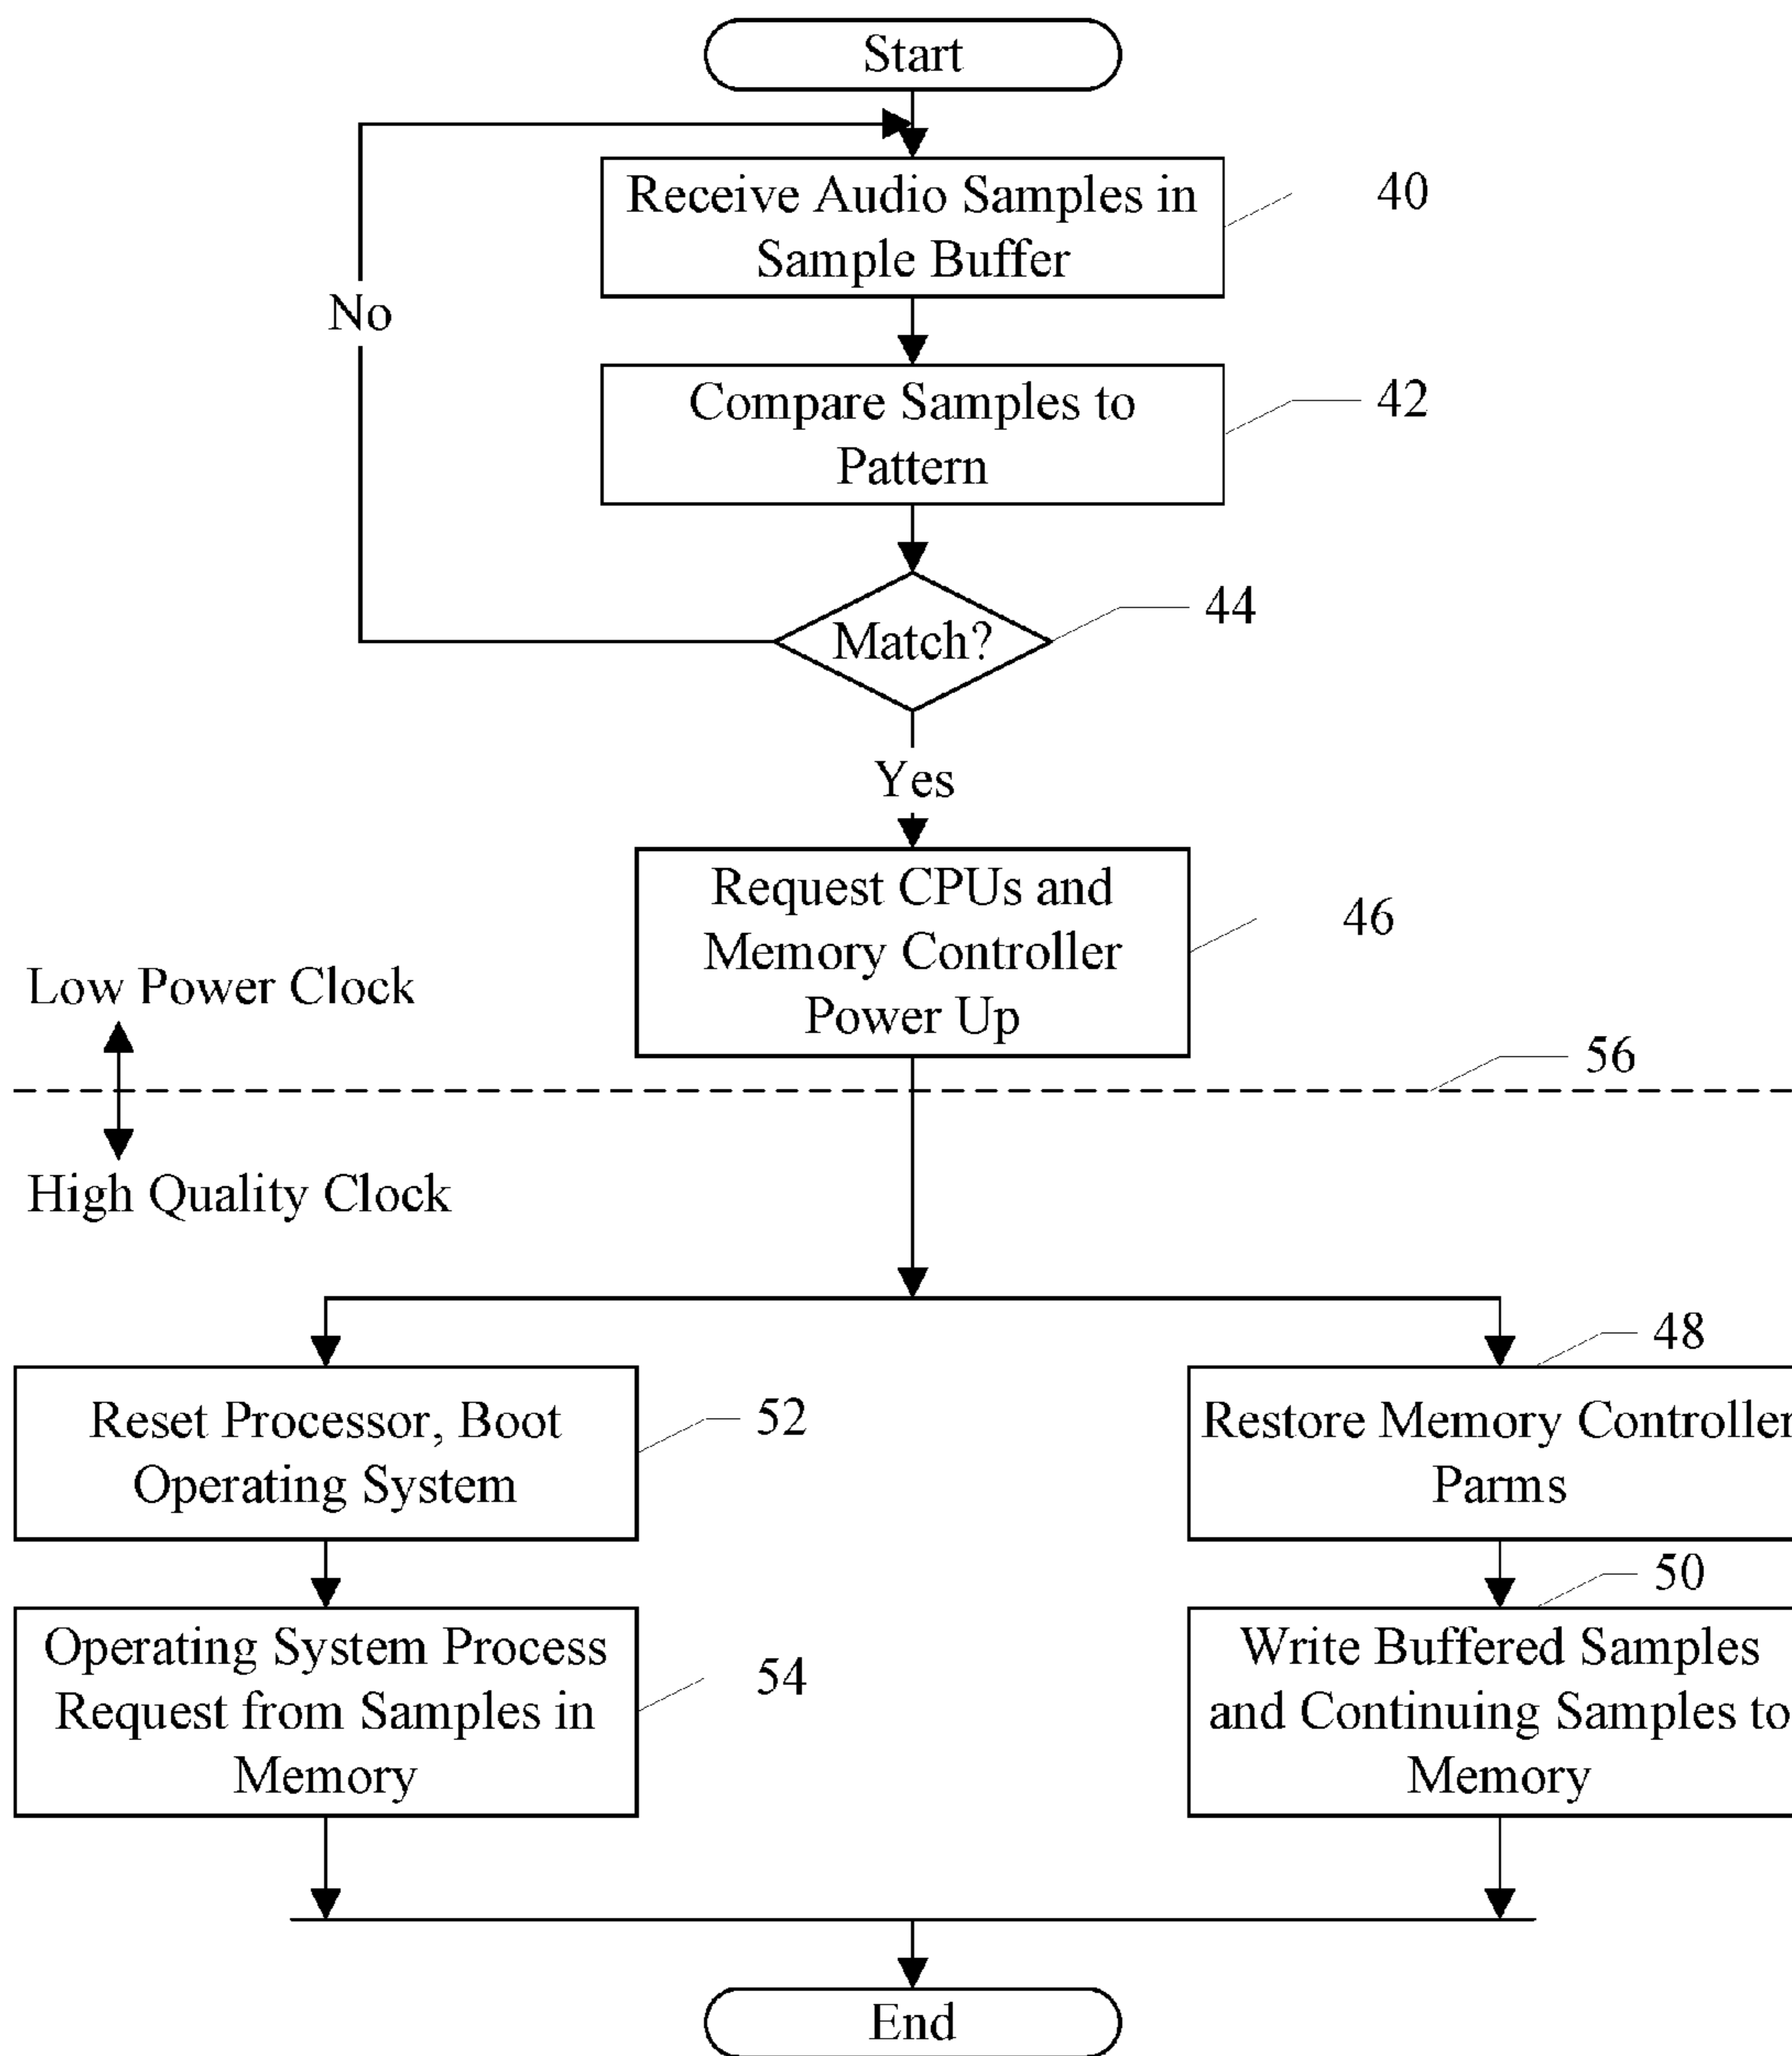 Start
Receive Audio Samples in
Sample Buffer
40
No
Compare Samples to
Pattern
42
Match?
44
Yes
Request CPUs and
Memory Controller
Power Up
46
Low Power Clock
56
High Quality Clock
48
Reset Processor, Boot
Operating System
52
Restore Memory Controller
Parms
50
Operating System Process
Request from Samples in
Memory
54
Write Buffered Samples
and Continuing Samples to
Memory
End